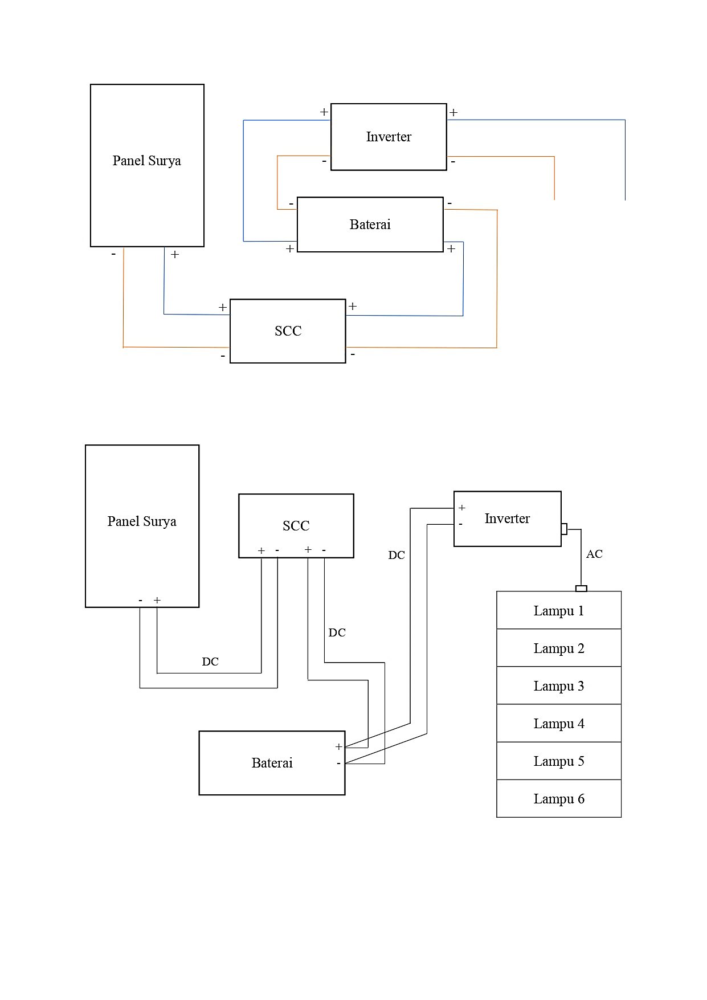 + +
Inverter
Panel Surya
- -
- -
Baterai
- + + +
+ +
SCC
- -
Panel Surya
+ Inverter
-
SCC
+ - + -
DC AC
- +
Lampu 1
DC
Lampu 2
DC
Lampu 3
Lampu 4
+
Baterai -
Lampu 5
Lampu 6